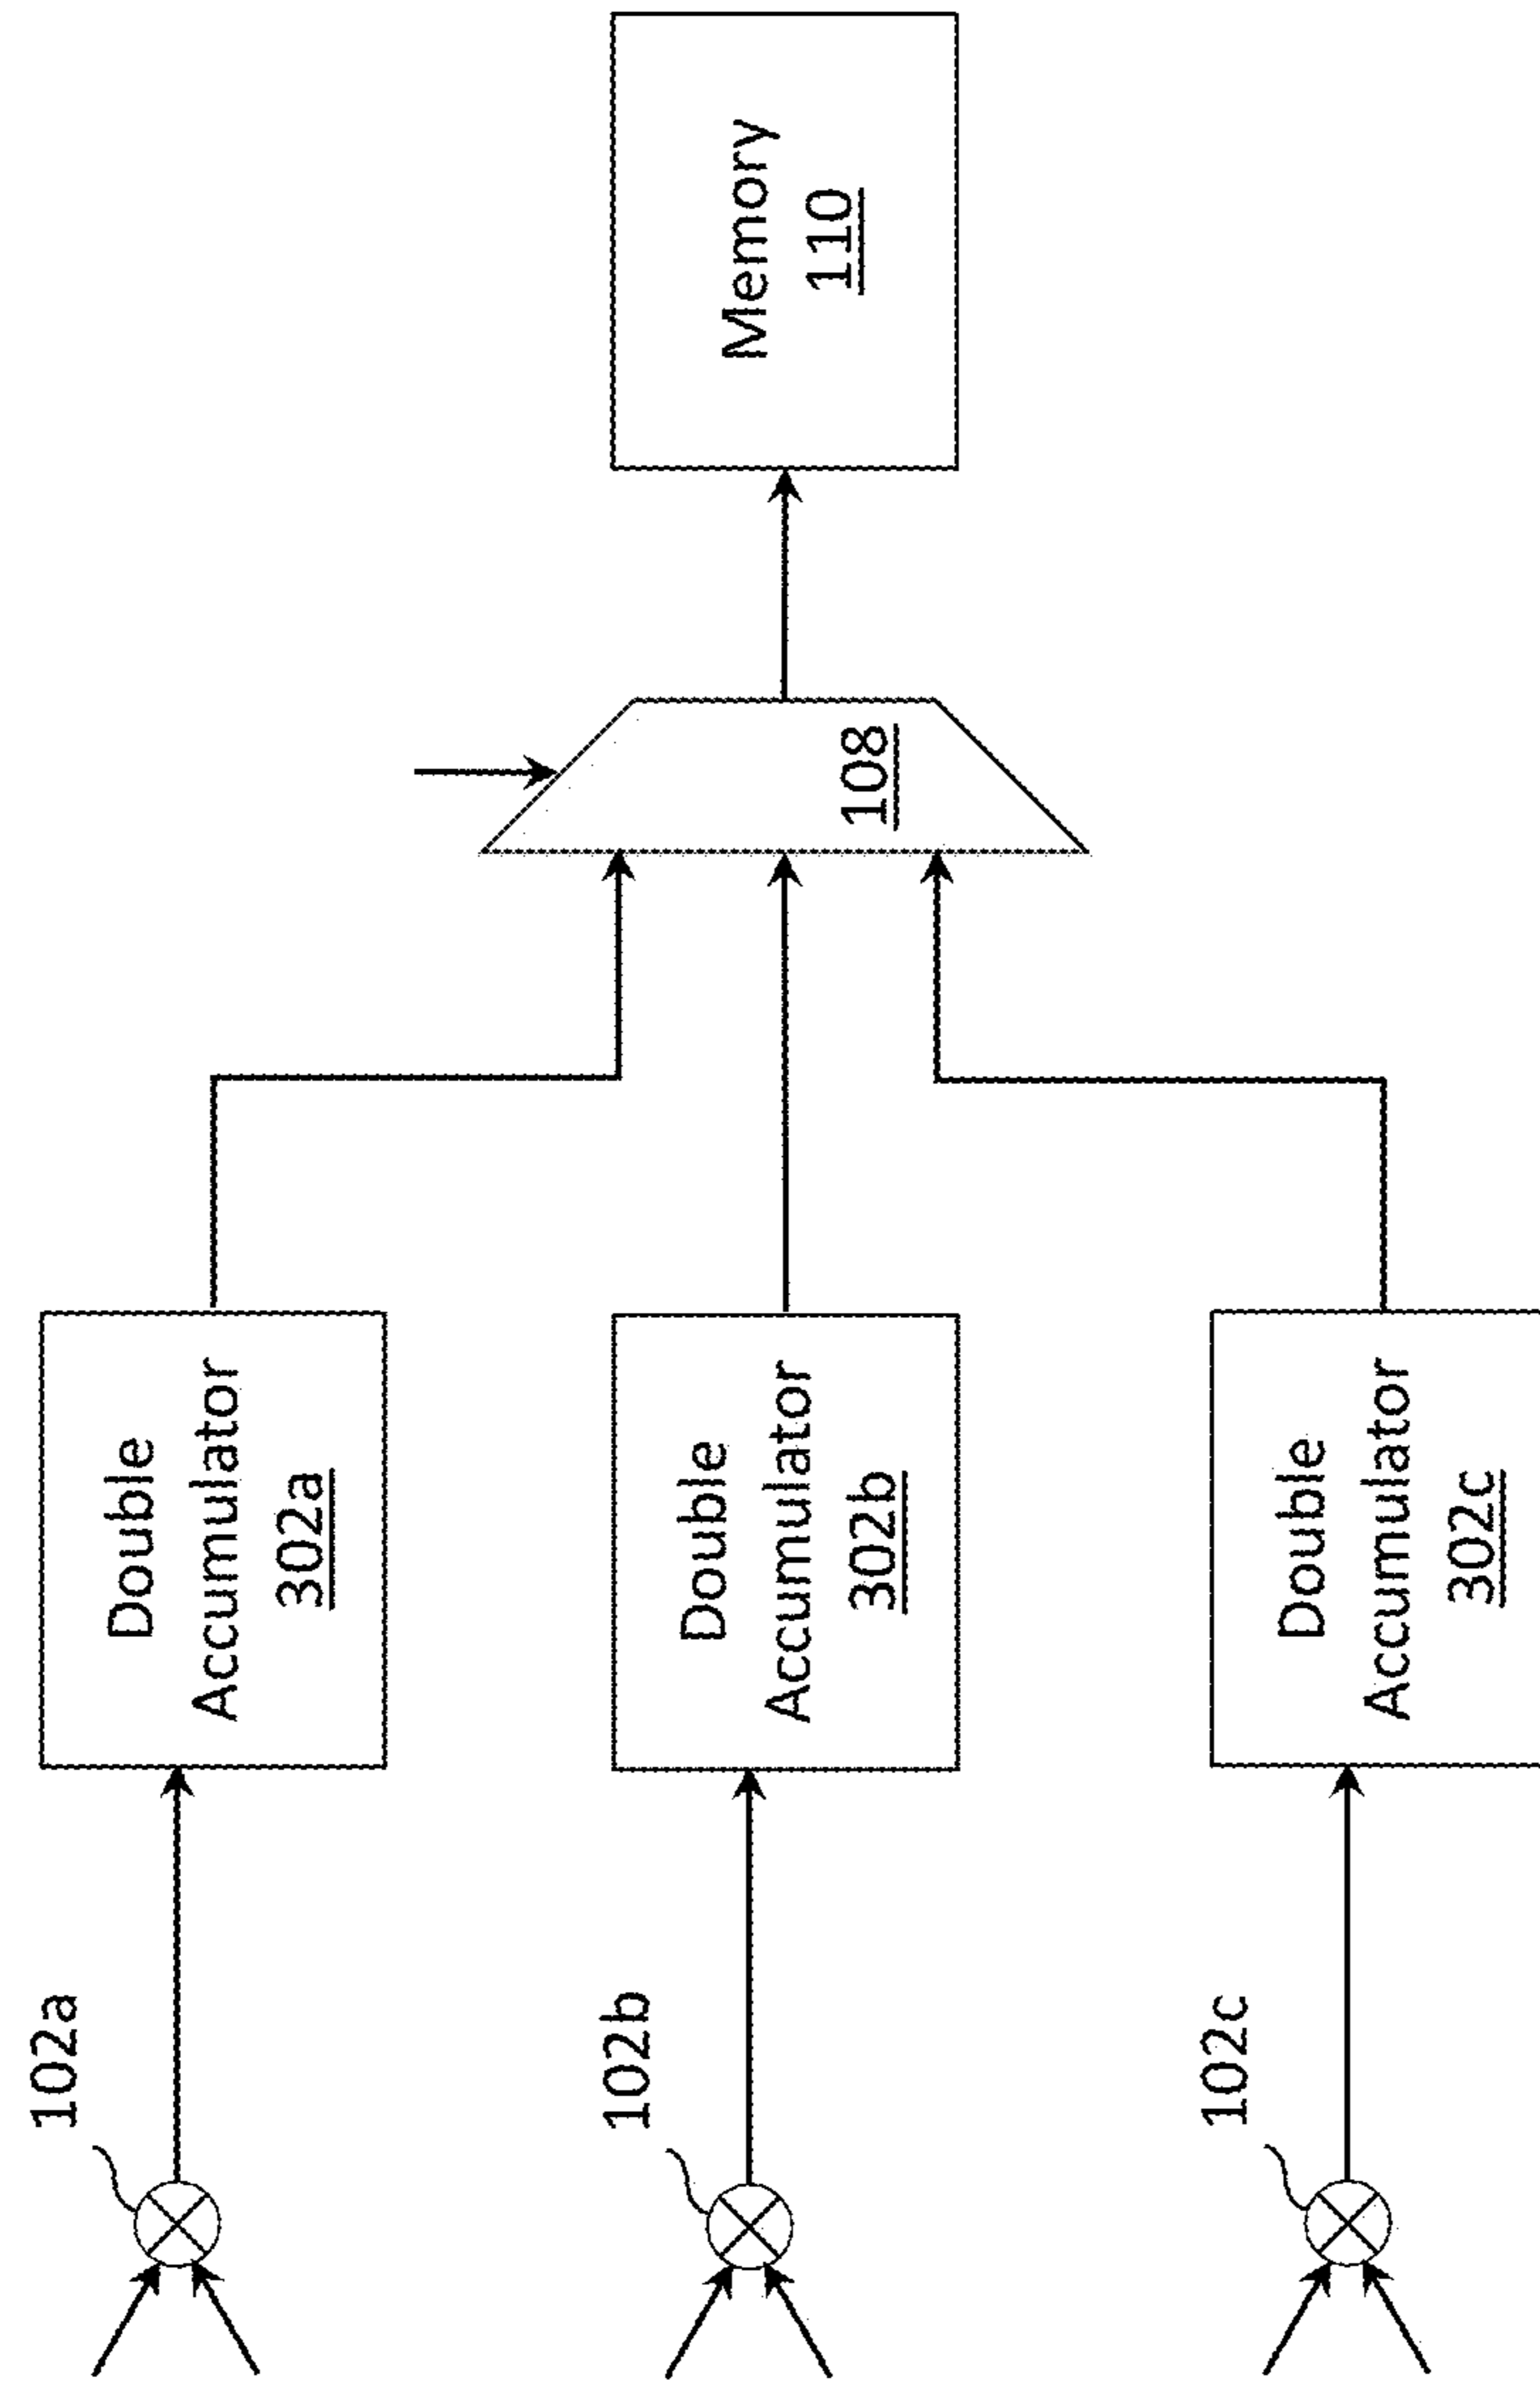 102a
Double
Accumulator
302a
102b
Double
Accumulator
302b
108
Memory
110
102c
Double
Accumulator
302c